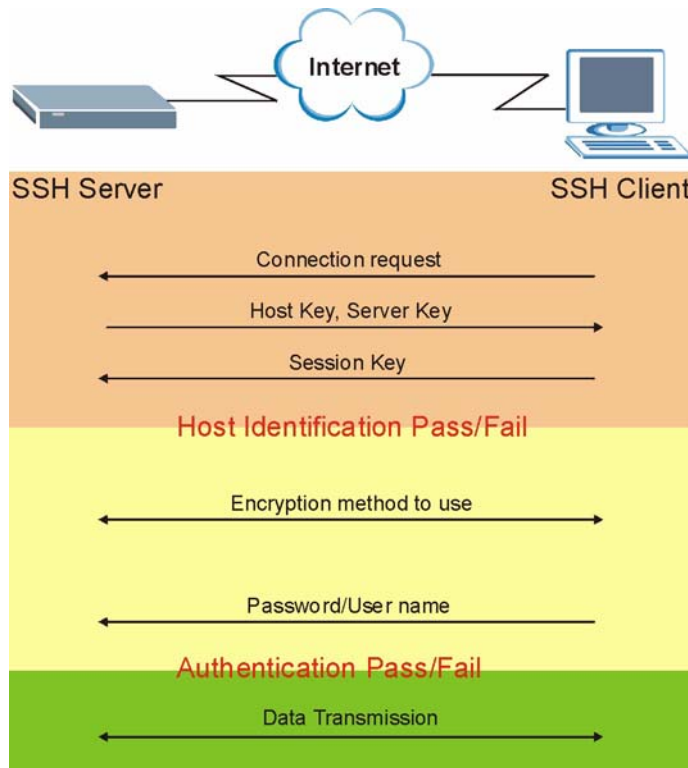 Internet
SSH Server
SSH Client
Connection request
Host Key, Server Key
Session Key
Host Identification Pass/Fail
Encryption method to use
Password/User name
Authentication Pass/Fail
Data Transmission